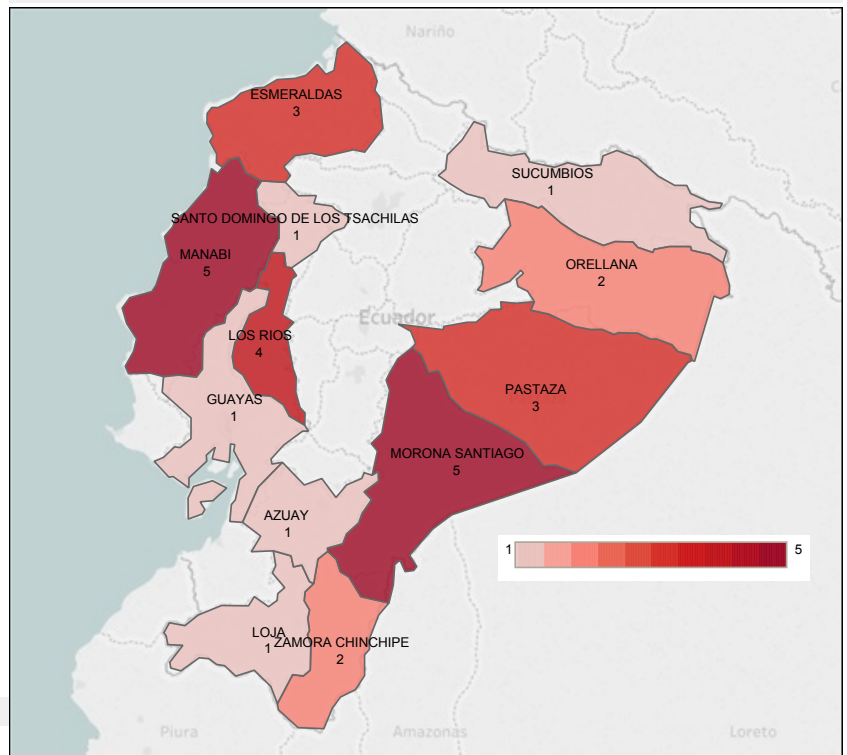 Nariño
ESMERALDAS
3
SUCUMBIOS
1
SANTO DOMINGO DE LOS TSACHILAS
1
MANABI
5
ORELLANA
2
Ecuador
LOS RIOS
4
PASTAZA
3
GUAYAS
1
MORONA SANTIAGO
5
AZUAY
1
1
5
LOJA
1
ZAMORA CHINCHIPE
2
Piura
Amazonas
Loreto